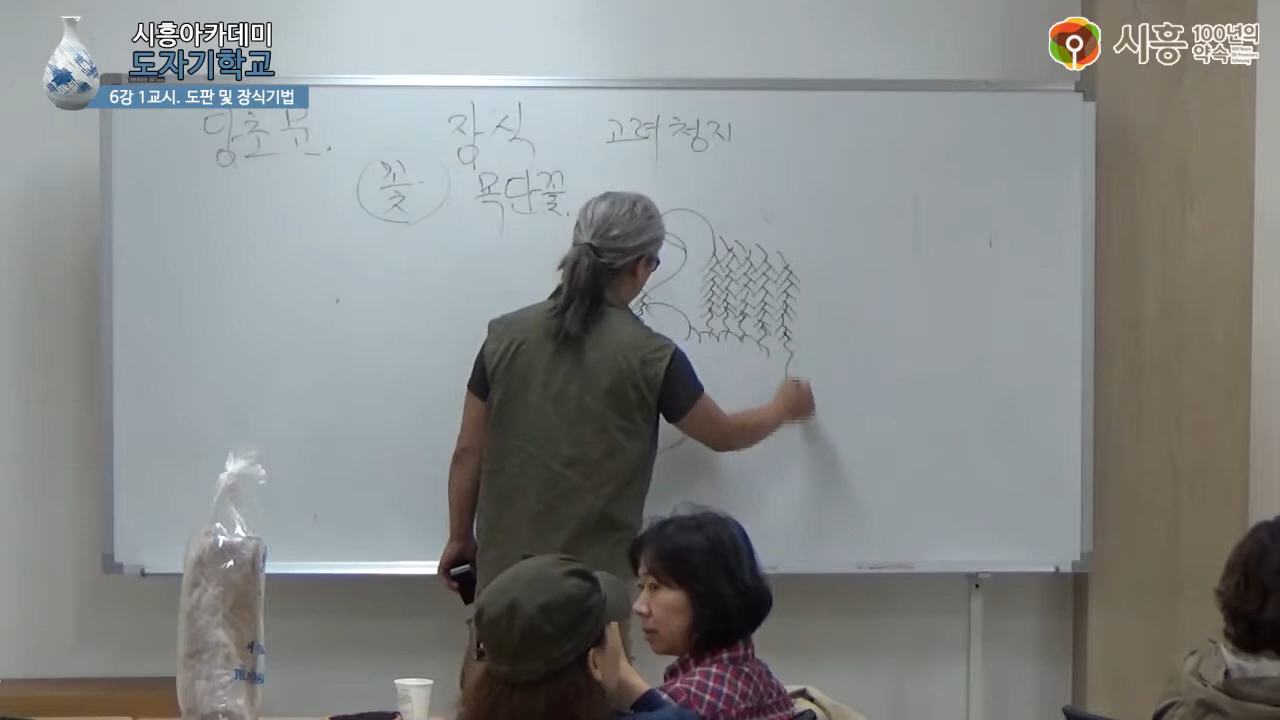 시흥아카데미
도자기학교
6강 1교시. 도판 및 장식기법
시흥 100년의 약속
당초문.
장식
고려청자
꽃
목단꽃.